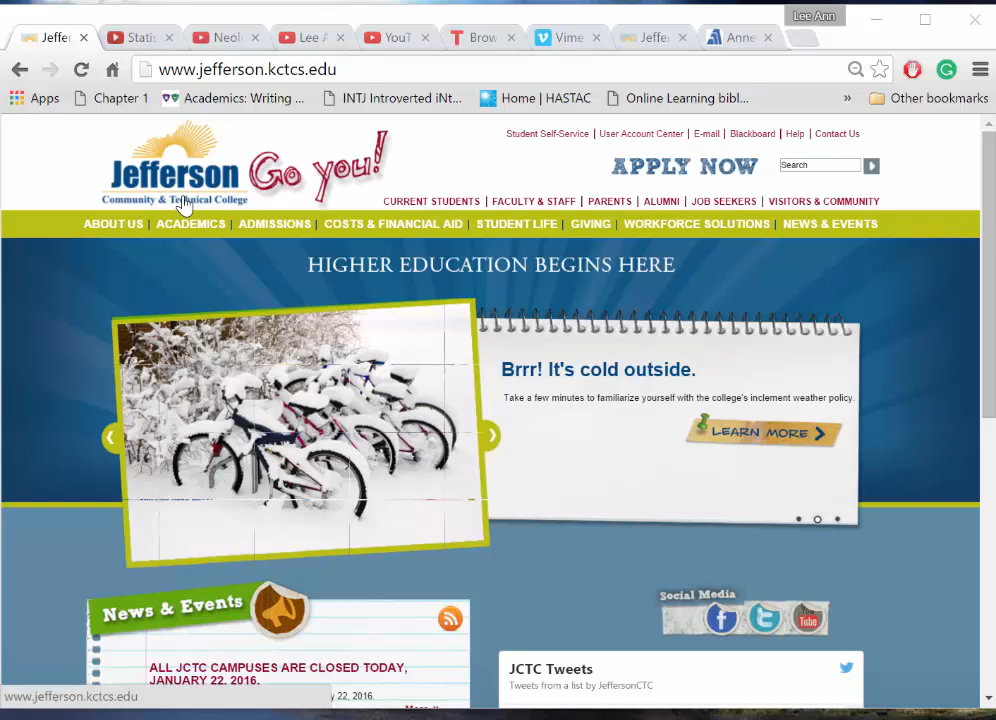 Lee Ann
Jeffer
Statis
Neoli
Lee A
YouT
Brow
Vime
Jeffer
Anne
www.jefferson.kctcs.edu
Apps
Chapter 1
Academics: Writing ...
INTJ Introverted iNt...
Home | HASTAC
Online Learning bibl...
»
Other bookmarks
Student Self-Service | User Account Center | E-mail | Blackboard | Help | Contact Us
Jefferson
Community & Technical College
Go you!
APPLY NOW
Search
CURRENT STUDENTS | FACULTY & STAFF | PARENTS | ALUMNI | JOB SEEKERS | VISITORS & COMMUNITY
ABOUT US | ACADEMICS | ADMISSIONS | COSTS & FINANCIAL AID | STUDENT LIFE | GIVING | WORKFORCE SOLUTIONS | NEWS & EVENTS
HIGHER EDUCATION BEGINS HERE
Brrr! It's cold outside.
Take a few minutes to familiarize yourself with the college's inclement weather policy.
LEARN MORE
News & Events
Social Media
You
Tube
ALL JCTC CAMPUSES ARE CLOSED TODAY,
JANUARY 22, 2016.
y 22, 2016.
JCTC Tweets
Tweets from a list by JeffersonCTC
www.jefferson.kctcs.edu